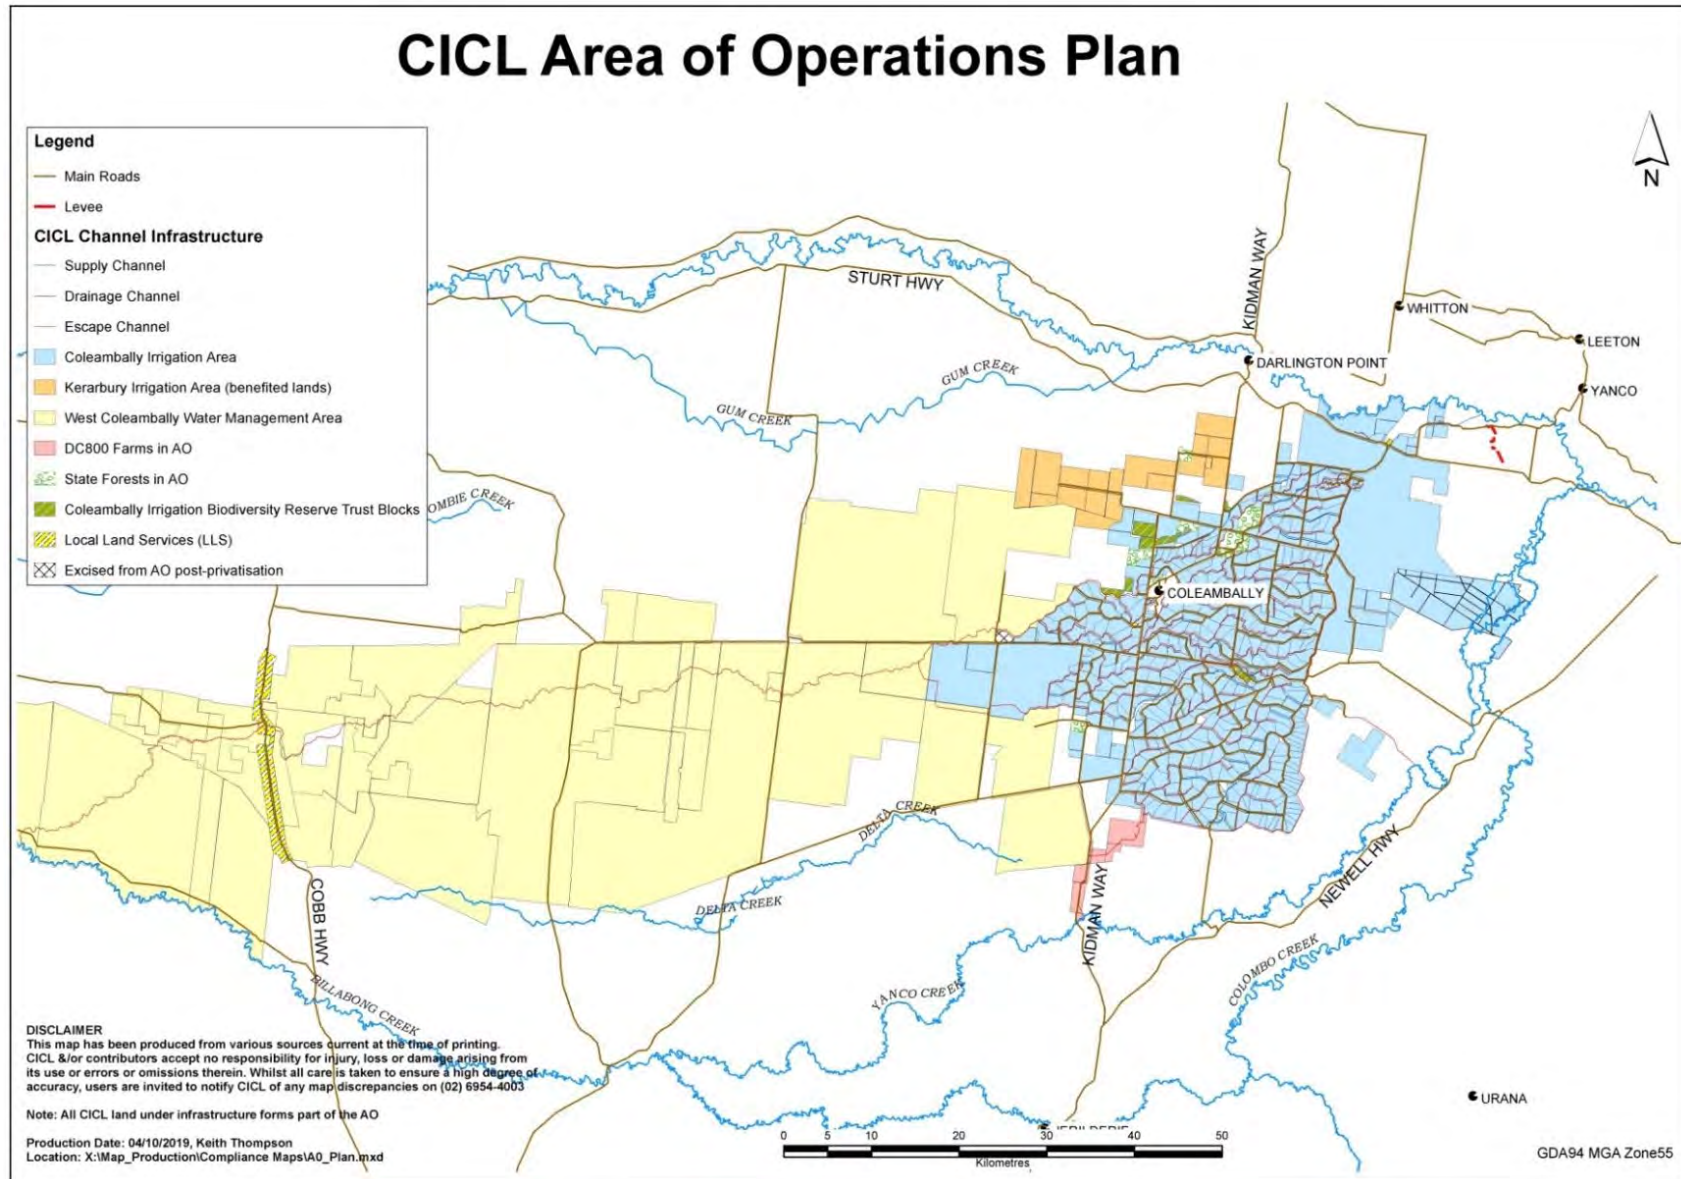 CICL Area of Operations Plan
Legend
Main Roads
Levee
CICL Channel Infrastructure
Supply Channel
Drainage Channel
Escape Channel
Coleambally Irrigation Area
Kerarbury Irrigation Area (benefited lands)
West Coleambally Water Management Area
DC800 Farms in AO
State Forests in AO
Coleambally Irrigation Biodiversity Reserve Trust Blocks
Local Land Services (LLS)
Excised from AO post-privatisation
N
KIDMAN WAY
STURT HWY
WHITTON
LEETON
DARLINGTON POINT
YANCO
GUM CREEK
GUM CREEK
OMBIE CREEK
COLEAMBALLY
DELTA CREEK
DELTA CREEK
COBB HWY
KIDMAN WAY
NEWELL HWY
COLOMBO CREEK
YANCO CREEK
BILLABONG CREEK
URANA
DISCLAIMER
This map has been produced from various sources current at the time of printing.
CICL &/or contributors accept no responsibility for injury, loss or damage arising from
its use or errors or omissions therein. Whilst all care is taken to ensure a high degree of
accuracy, users are invited to notify CICL of any map discrepancies on (02) 6954-4003
Note: All CICL land under infrastructure forms part of the AO
Production Date: 04/10/2019, Keith Thompson
Location: X:\Map_Production\Compliance Maps\A0_Plan.mxd
0 5 10 20 30 40 50
Kilometres
GDA94 MGA Zone55